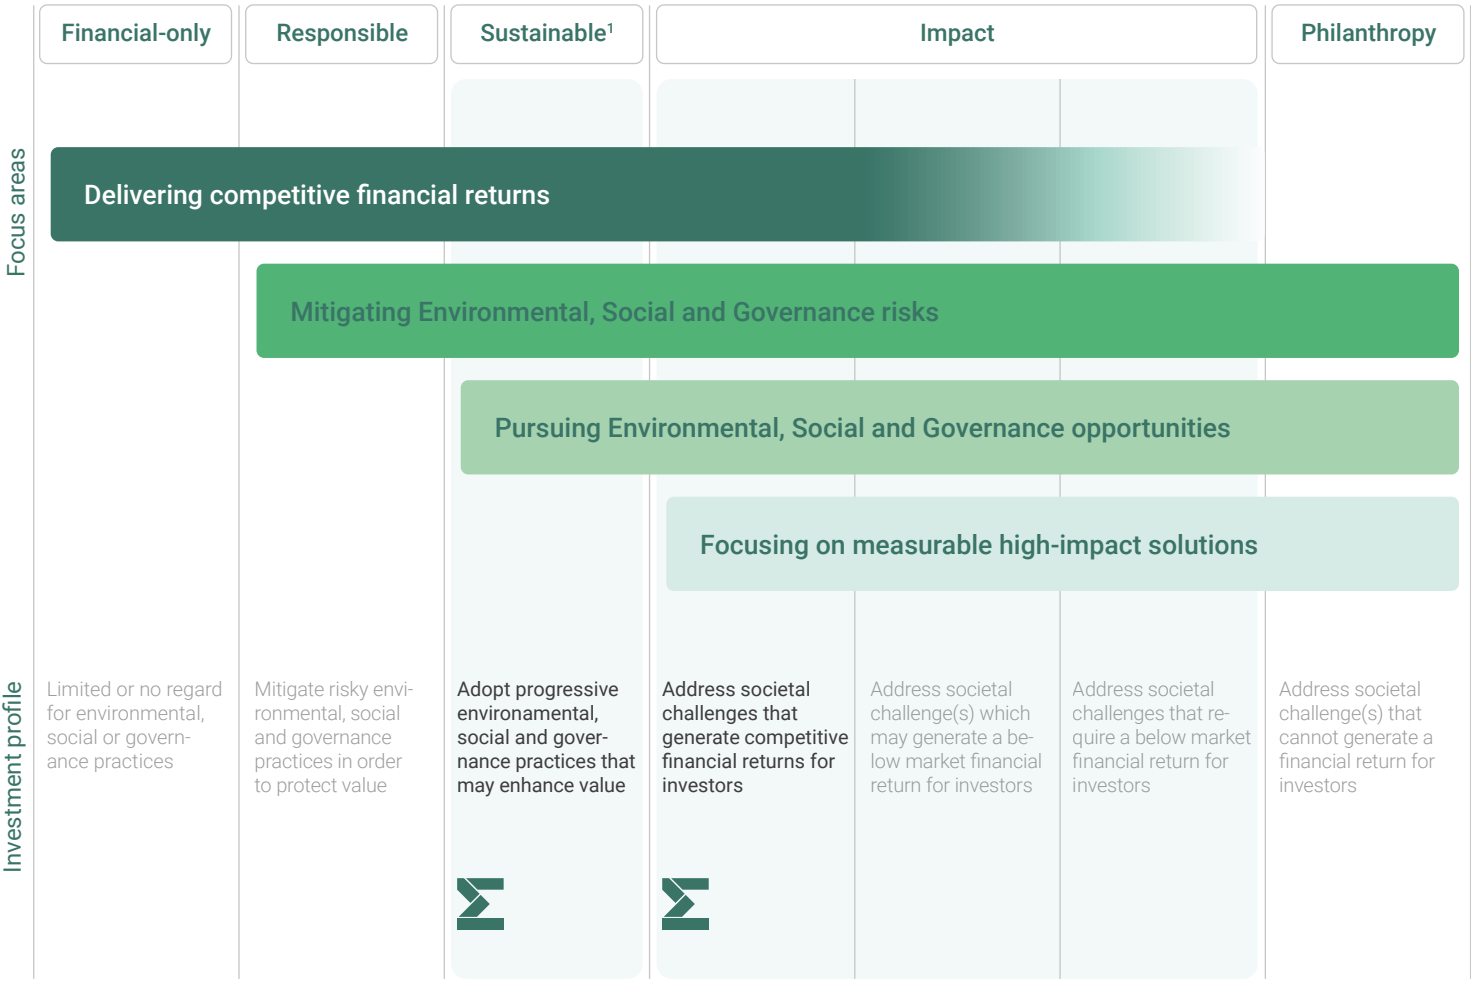 Financial-only
Responsible
Sustainable¹
Impact
Philanthropy
Focus areas
Delivering competitive financial returns
Mitigating Environmental, Social and Governance risks
Pursuing Environmental, Social and Governance opportunities
Focusing on measurable high-impact solutions
Investment profile
Limited or no regard
for environmental,
social or govern-
ance practices
Mitigate risky envi-
ronmental, social
and governance
practices in order
to protect value
Adopt progressive
environamental,
social and gover-
nance practices that
may enhance value
Address societal
challenges that
generate competitive
financial returns for
investors
Address societal
challenge(s) which
may generate a be-
low market financial
return for investors
Address societal
challenges that re-
quire a below market
financial return for
investors
Address societal
challenge(s) that
cannot generate a
financial return for
investors